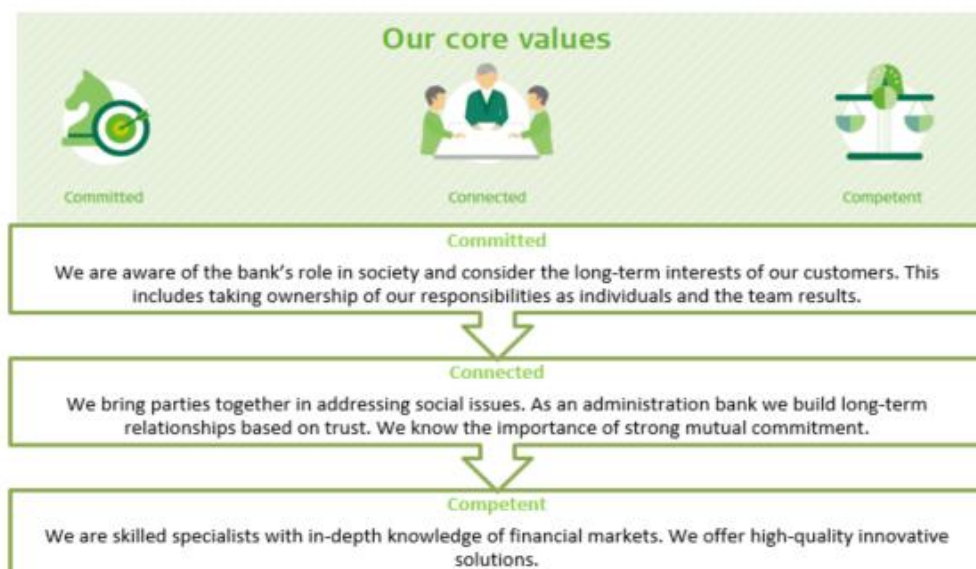 Our core values
Committed
Connected
Competent
Committed
We are aware of the bank's role in society and consider the long-term interests of our customers. This
includes taking ownership of our responsibilities as individuals and the team results.
Connected
We bring parties together in addressing social issues. As an administration bank we build long-term
relationships based on trust. We know the importance of strong mutual commitment.
Competent
We are skilled specialists with in-depth knowledge of financial markets. We offer high-quality innovative
solutions.